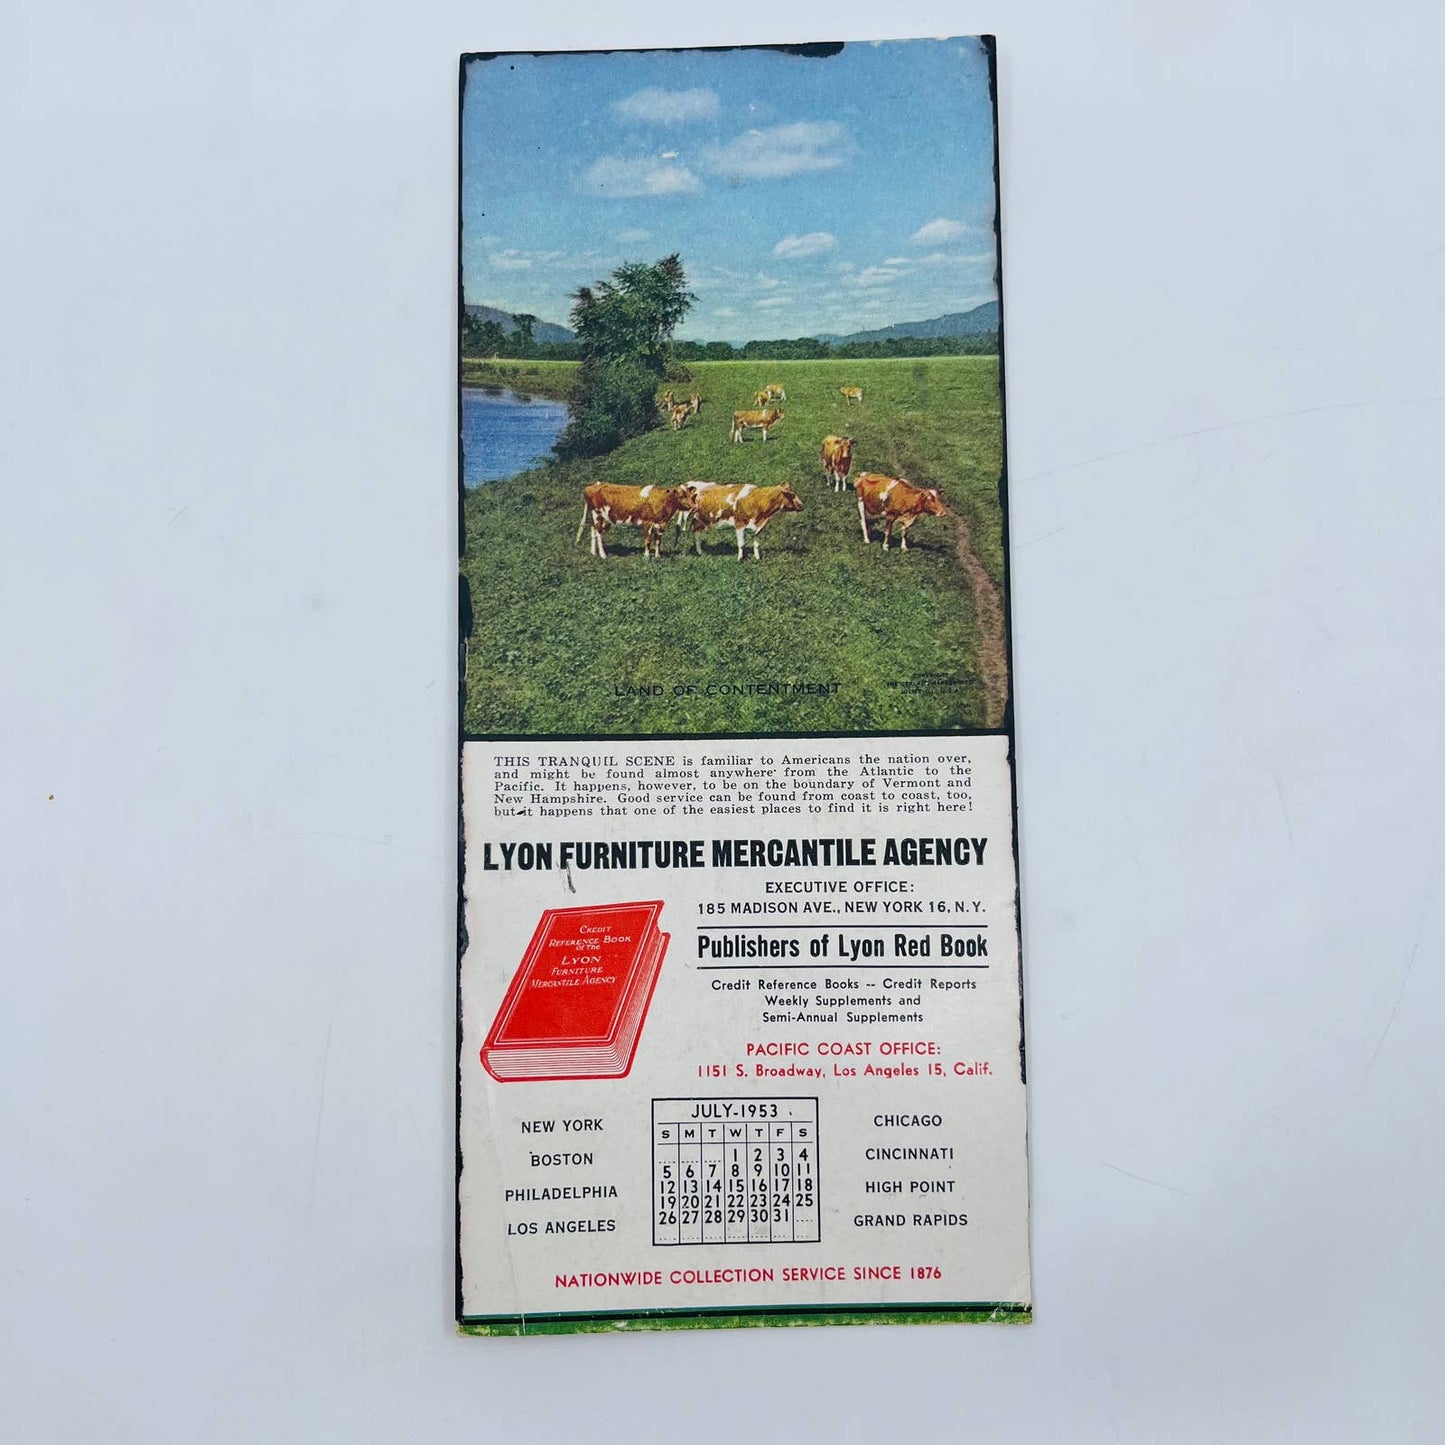 LAND OF CONTENTMENT
COPYRIGHT
THIS TRANQUIL SCENE is familiar to Americans the nation over,
and might be found almost anywhere from the Atlantic to the
Pacific. It happens, however, to be on the boundary of Vermont and
New Hampshire. Good service can be found from coast to coast, too,
but it happens that one of the easiest places to find it is right here!
LYON FURNITURE MERCANTILE AGENCY
EXECUTIVE OFFICE:
185 MADISON AVE., NEW YORK 16, N.Y.
CREDIT
REFERENCE BOOK
OF THE
LYON
FURNITURE
MERCANTILE AGENCY
Publishers of Lyon Red Book
Credit Reference Books -- Credit Reports
Weekly Supplements and
Semi-Annual Supplements
PACIFIC COAST OFFICE:
1151 S. Broadway, Los Angeles 15, Calif.
NEW YORK
BOSTON
PHILADELPHIA
LOS ANGELES
JULY-1953
S M T W T F S
1 2 3 4
5 6 7 8 9 10 11
12 13 14 15 16 17 18
19 20 21 22 23 24 25
26 27 28 29 30 31
CHICAGO
CINCINNATI
HIGH POINT
GRAND RAPIDS
NATIONWIDE COLLECTION SERVICE SINCE 1876